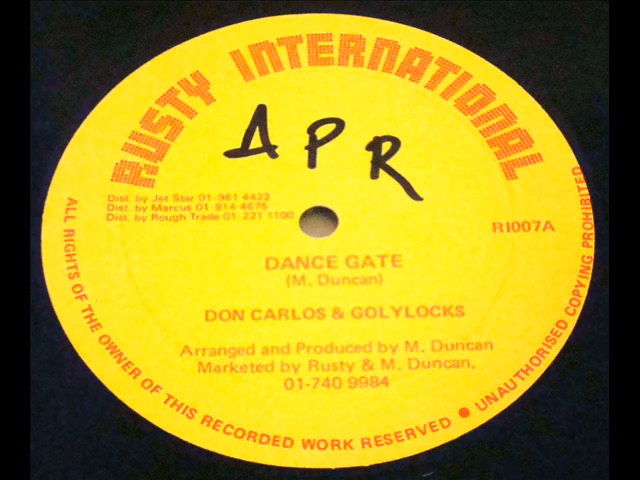 RUSTY INTERNATIONAL
APR
Dist. by Jet Star 01-961 4422
Dist. by Marcus 01-814 4675
Dist. by Rough Trade 01-221 1100
RI007A
DANCE GATE
(M. Duncan)
DON CARLOS & GOLYLOCKS
Arranged and Produced by M. Duncan
Marketed by Rusty & M. Duncan,
01-740 9984
ALL RIGHTS OF THE OWNER OF THIS RECORDED WORK RESERVED ● UNAUTHORISED COPYING PROHIBITED